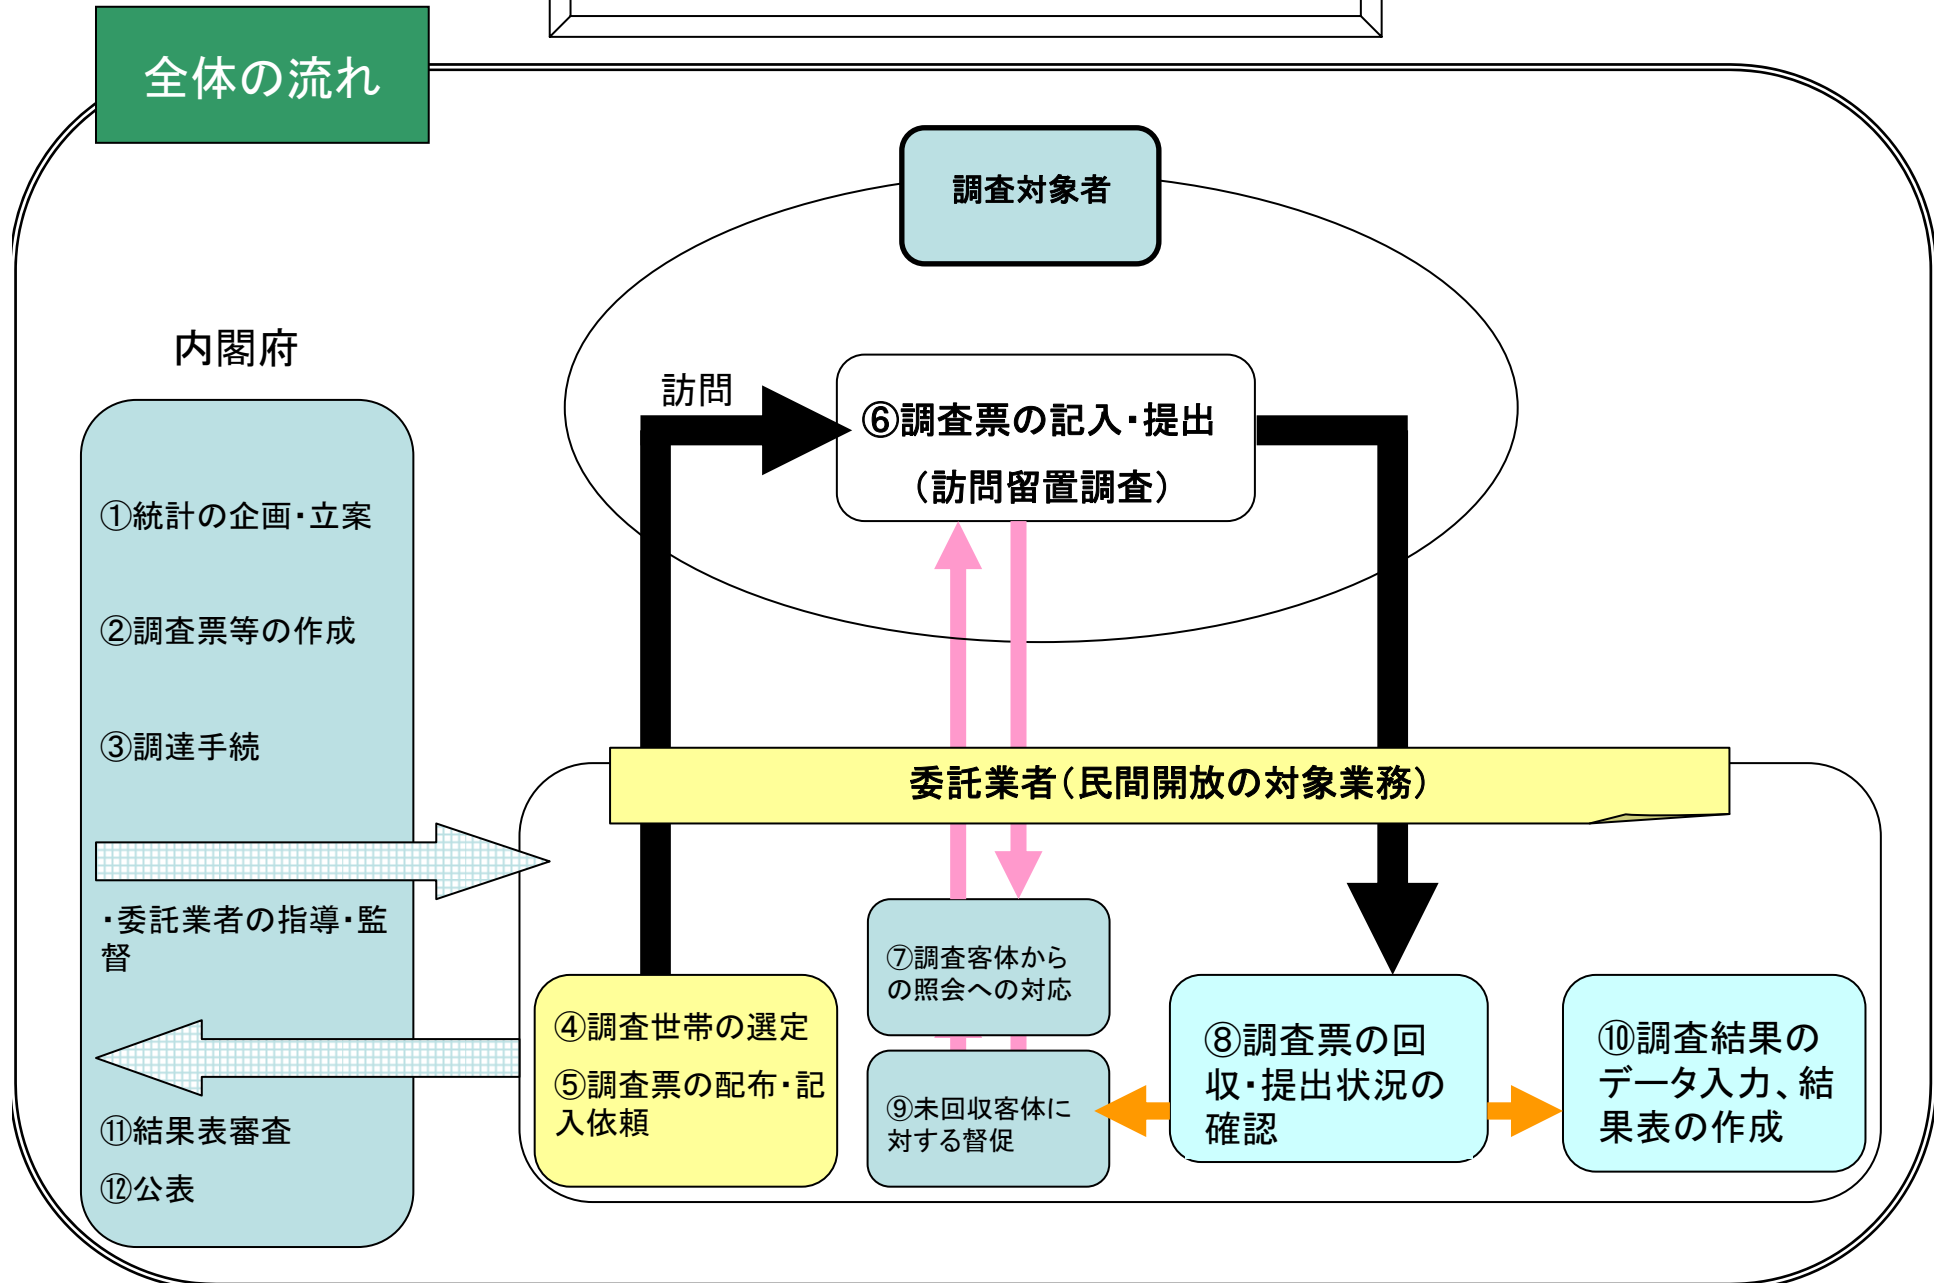 全体の流れ
調査対象者
内閣府
訪問
⑥調査票の記入・提出
（訪問留置調査）
①統計の企画・立案
②調査票等の作成
③調達手続
委託業者（民間開放の対象業務）
・委託業者の指導・監
督
④調査世帯の選定
⑤調査票の配布・記
入依頼
⑦調査客体から
の照会への対応
⑨未回収客体に
対する督促
⑧調査票の回
収・提出状況の
確認
⑩調査結果の
データ入力、結
果表の作成
⑪結果表審査
⑫公表